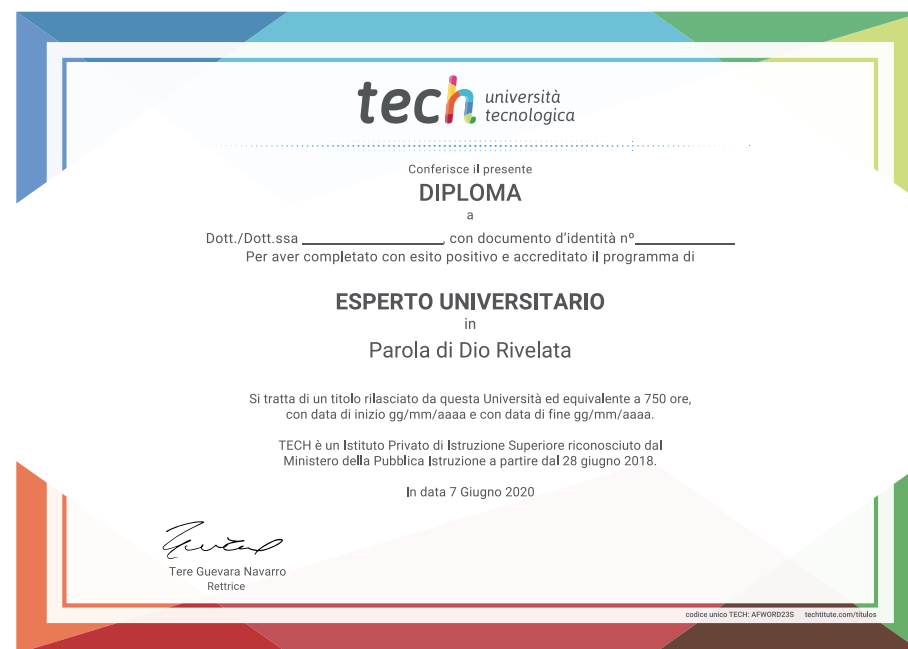 tech università
tecnologica
Conferisce il presente
DIPLOMA
a
Dott./Dott.ssa ____________________, con documento d'identità nº______________
Per aver completato con esito positivo e accreditato il programma di
ESPERTO UNIVERSITARIO
in
Parola di Dio Rivelata
Si tratta di un titolo rilasciato da questa Università ed equivalente a 750 ore,
con data di inizio gg/mm/aaaa e con data di fine gg/mm/aaaa.
TECH è un Istituto Privato di Istruzione Superiore riconosciuto dal
Ministero della Pubblica Istruzione a partire dal 28 giugno 2018.
In data 7 Giugno 2020
Tere Guevara Navarro
Rettrice
codice unico TECH: AFWORD23S techtitute.com/titulos